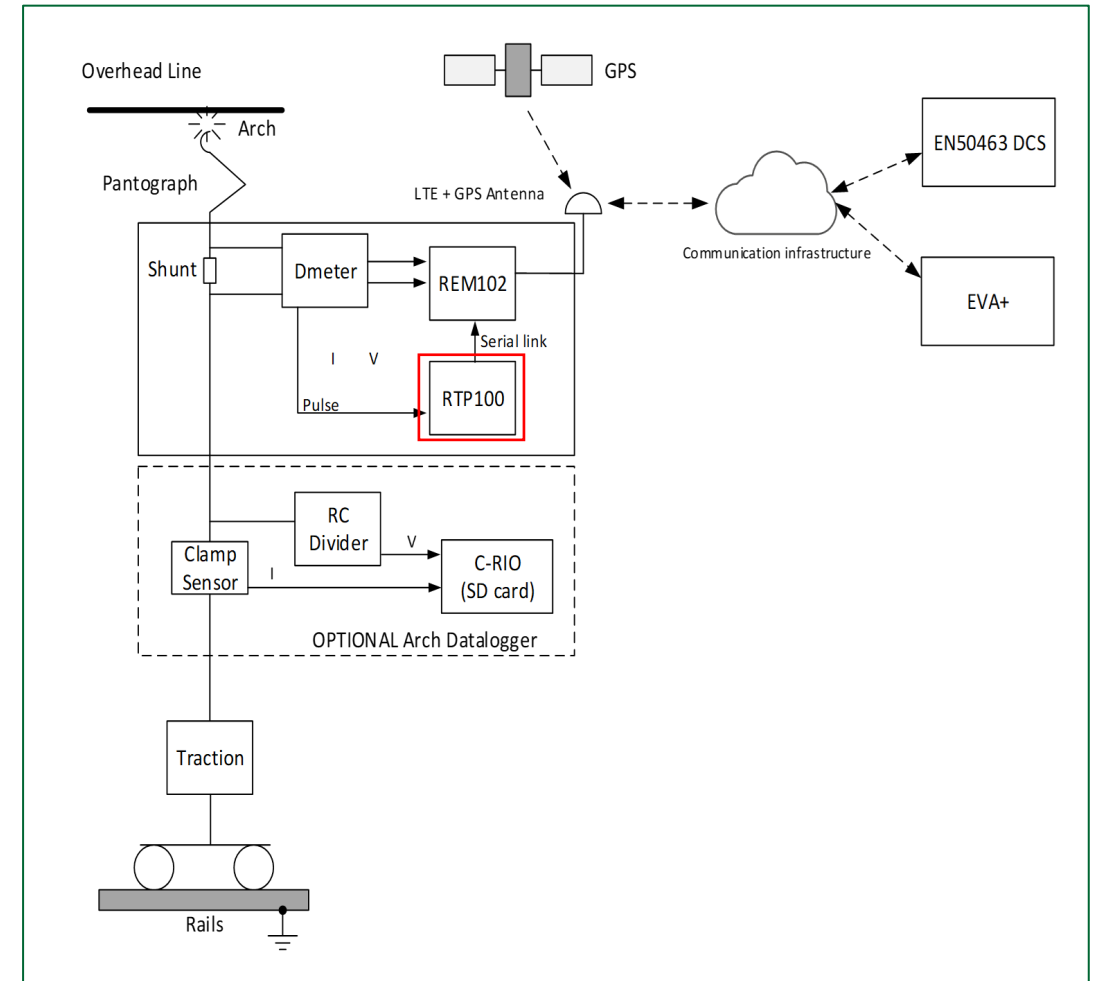 Overhead Line
Arch
Pantograph
GPS
LTE + GPS Antenna
EN50463 DCS
Communication infrastructure
EVA+
Shunt
Dmeter
REM102
Serial link
I V
RTP100
Pulse
RC
Divider
V
Clamp
Sensor
I
C-RIO
(SD card)
OPTIONAL Arch Datalogger
Traction
Rails